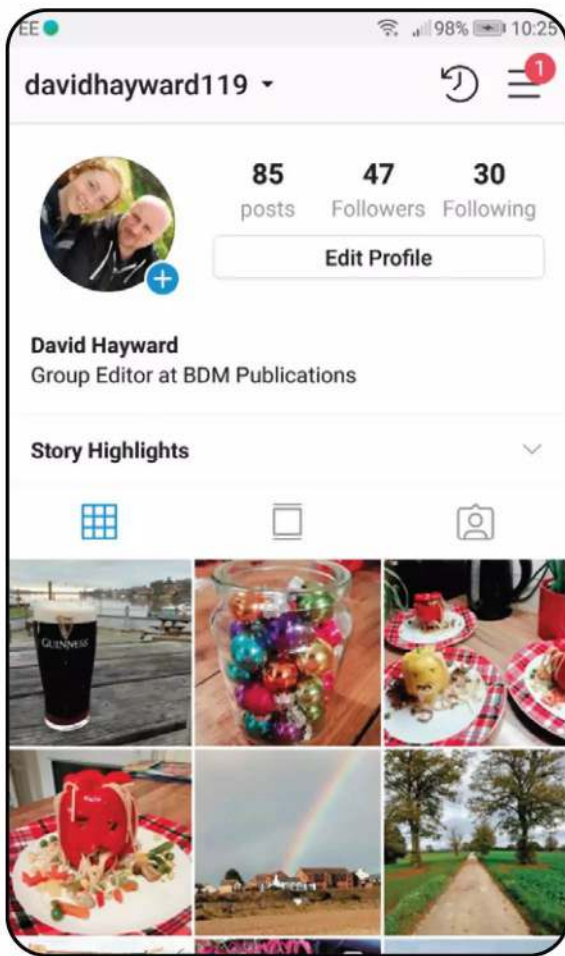 EE 98% 10:25
davidhayward119
1
85 47 30
posts Followers Following
Edit Profile
David Hayward
Group Editor at BDM Publications
Story Highlights
GUINNESS